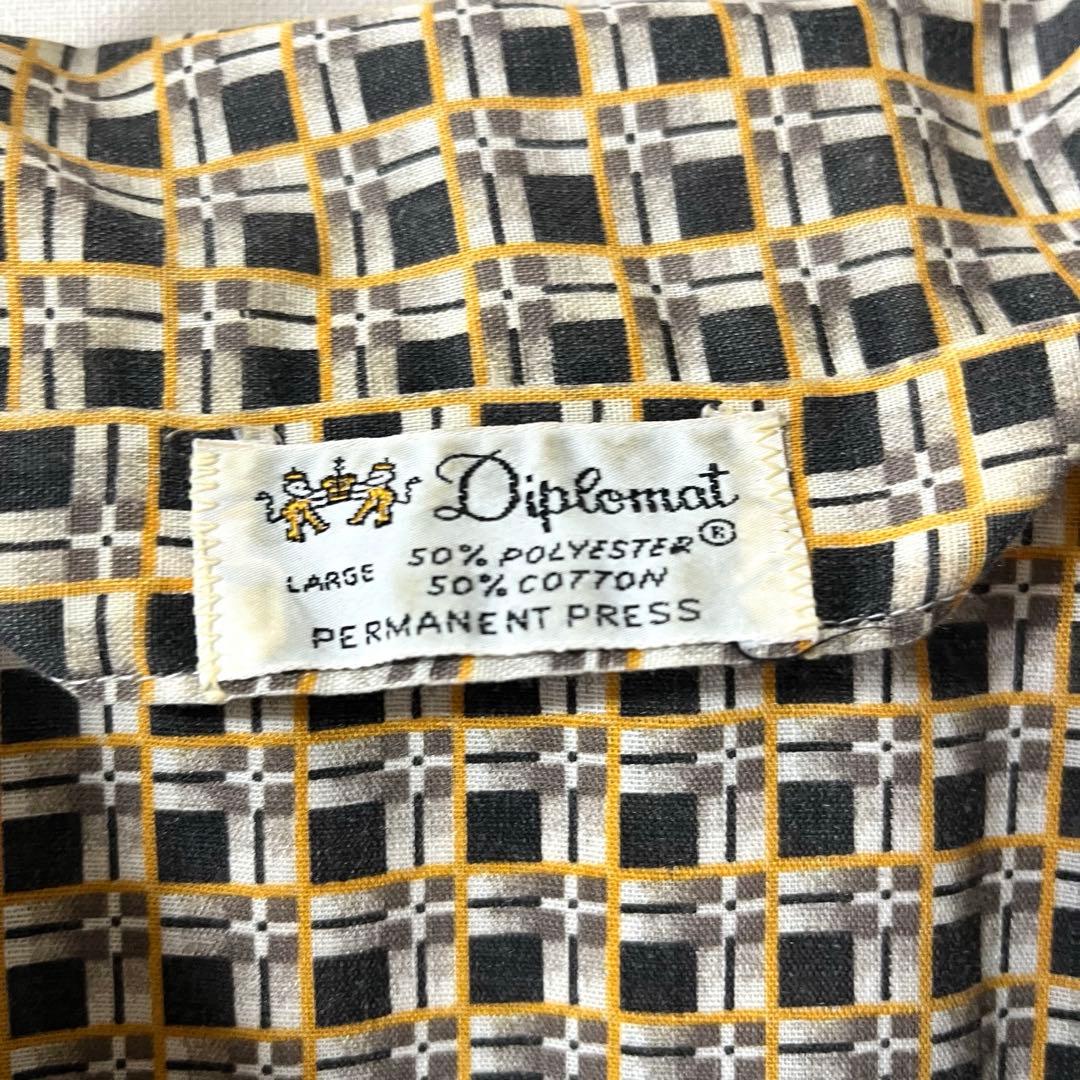 Diplomat®
LARGE 50% POLYESTER
50% COTTON
PERMANENT PRESS